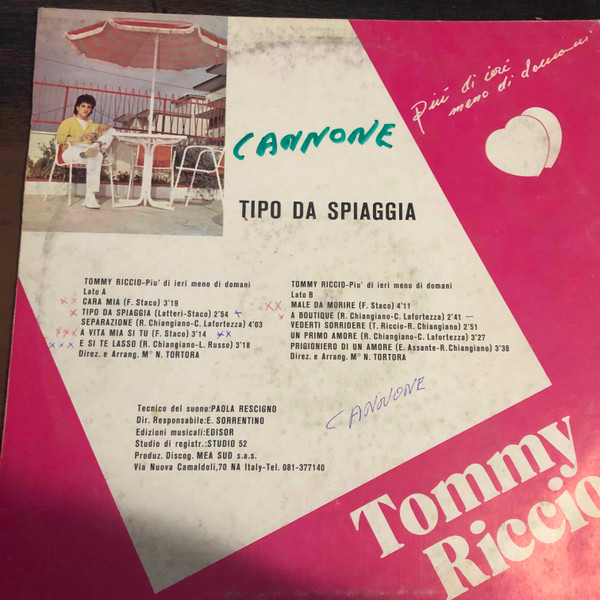 Più di ieri
meno di domani
CANNONE
TIPO DA SPIAGGIA
TOMMY RICCIO-Piu' di ieri meno di domani
Lato A
xx CARA MIA (F. Staco) 3'19
x TIPO DA SPIAGGIA (Latteri-Staco) 2'54
SEPARAZIONE (R. Chiangiano-C. Lafortezza) 4'03
xxx A VITA MIA SI TU (F. Staco) 3'14 xx
xxx E SI TE LASSO (R. Chiangiano-L. Russo) 3'18
Direz. e Arrang. M° N. TORTORA
TOMMY RICCIO-Piu' di ieri meno di domani
Lato B
xx MALE DA MORIRE (F. Staco) 4'11
x A BOUTIQUE (R. Chiangiano-C. Lafortezza) 2'41 -
VEDERTI SORRIDERE (T. Riccio-R. Chiangiano) 2'51
UN PRIMO AMORE (R. Chiangiano-C. Lafortezza) 3'27
PRIGIONIERO DI UN AMORE (E. Assante-R. Chiangiano) 3'38
Direz. e Arrang. M° N. TORTORA
CANNONE
Tecnico del suono:PAOLA RESCIGNO
Dir. Responsabile:E. SORRENTINO
Edizioni musicali:EDISOR
Studio di registr.:STUDIO 52
Produz. Discog. MEA SUD s.a.s.
Via Nuova Camaldoli,70 NA Italy-Tel. 081-377140
Tommy
Riccio